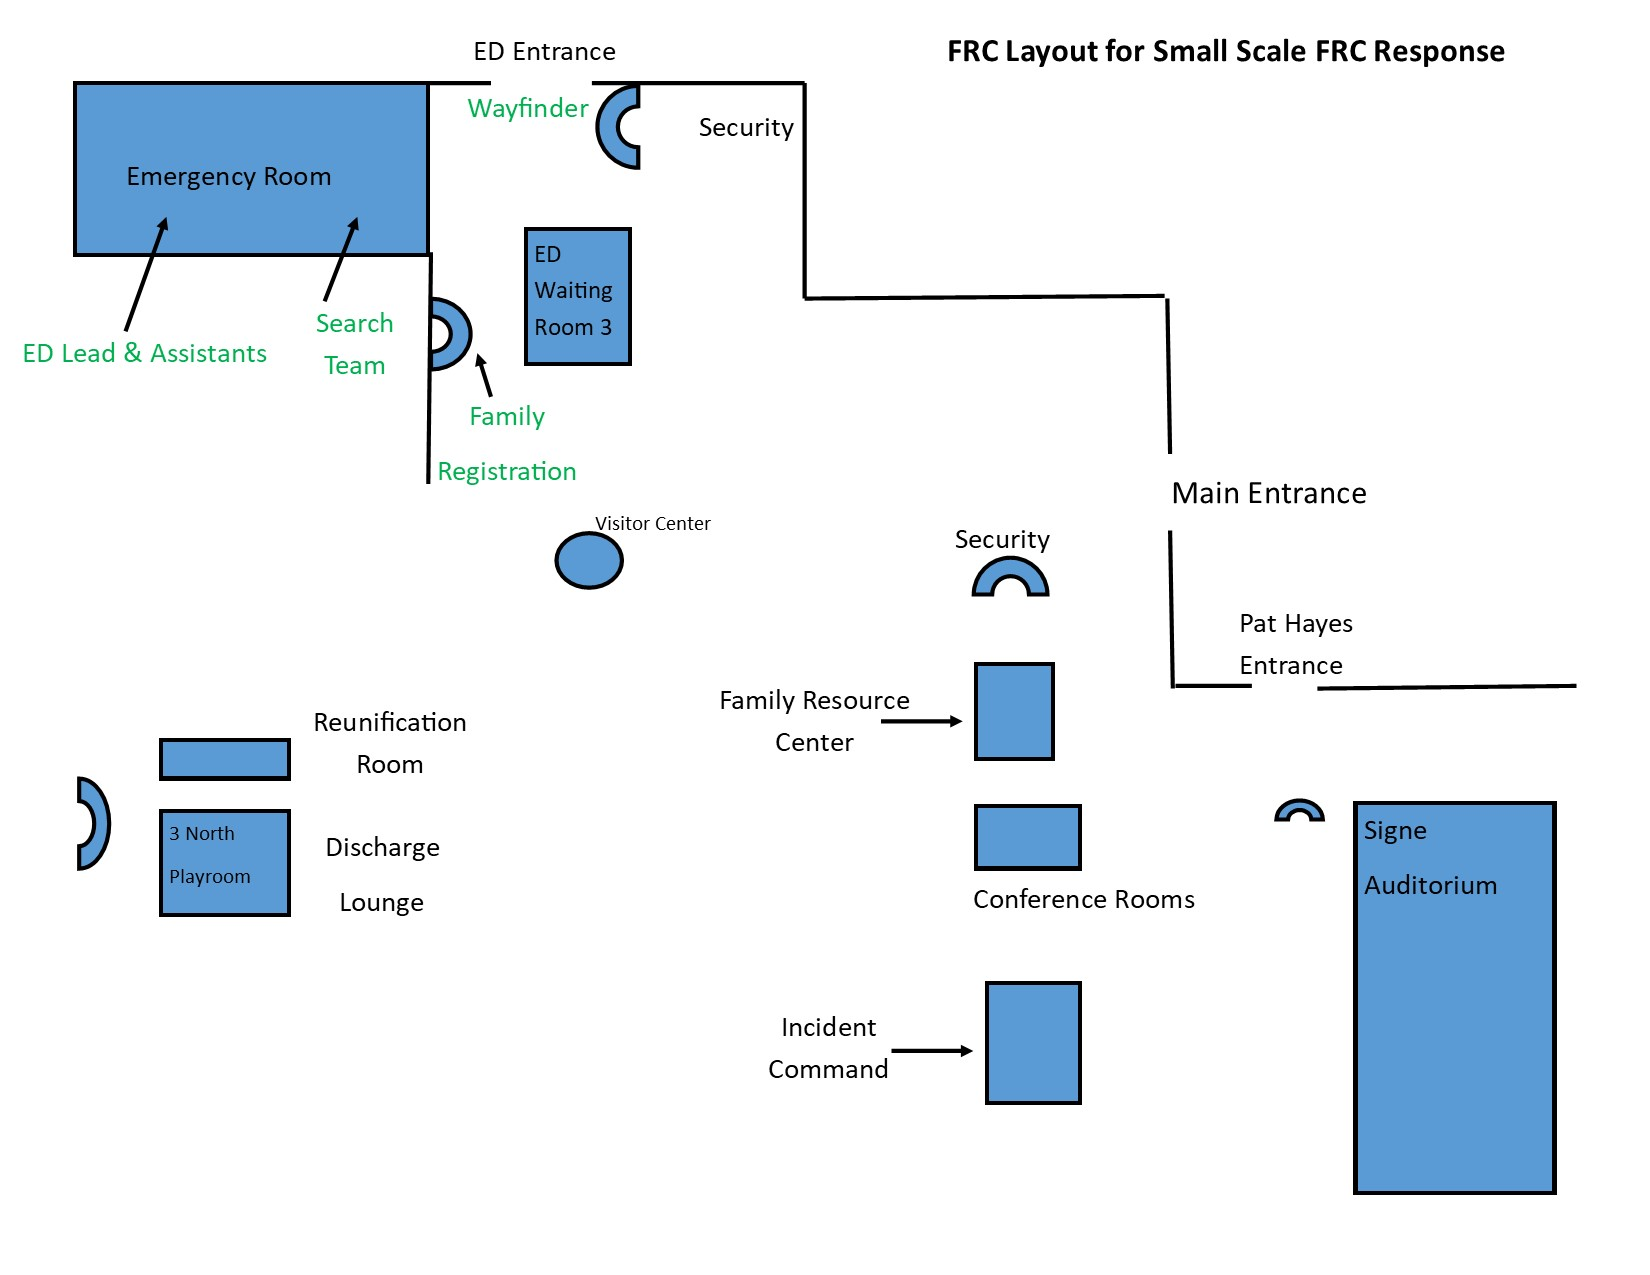 ED Entrance
FRC Layout for Small Scale FRC Response
Wayfinder
Security
Emergency Room
ED
Waiting
Room 3
Search
Team
ED Lead & Assistants
Family
Registration
Main Entrance
Visitor Center
Security
Pat Hayes
Entrance
Family Resource
Center
Reunification
Room
3 North
Playroom
Discharge
Lounge
Signe
Auditorium
Conference Rooms
Incident
Command